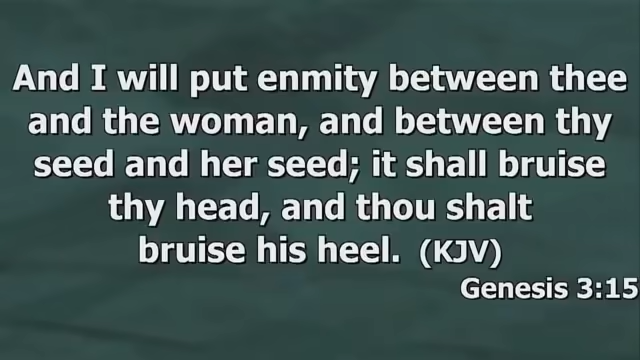 And I will put enmity between thee
and the woman, and between thy
seed and her seed; it shall bruise
thy head, and thou shalt
bruise his heel. (KJV)
Genesis 3:15